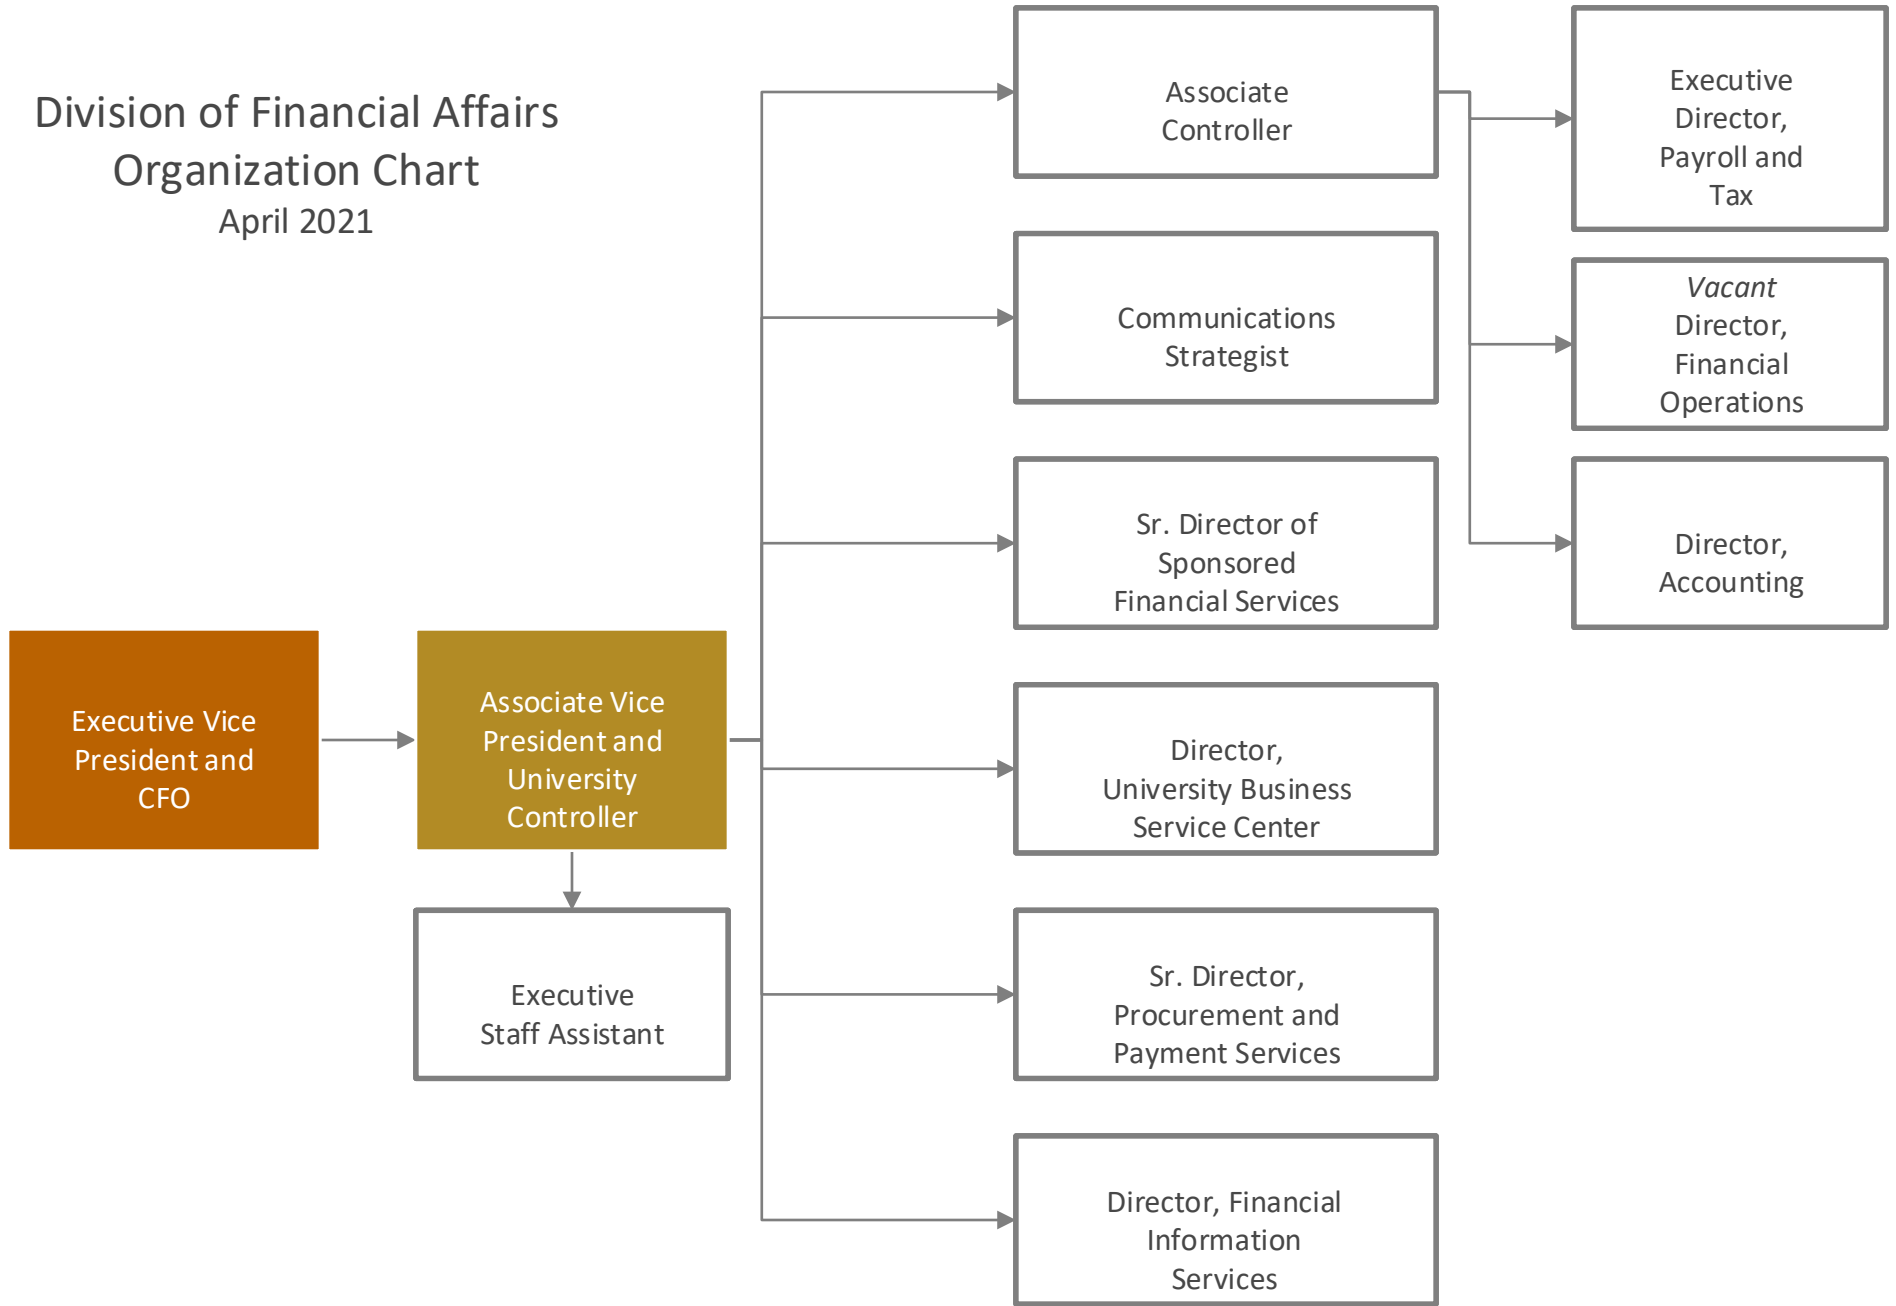 Division of Financial Affairs
Organization Chart
April 2021
Executive Vice
President and
CFO
Associate Vice
President and
University
Controller
Executive
Staff Assistant
Associate
Controller
Communications
Strategist
Sr. Director of
Sponsored
Financial Services
Director,
University Business
Service Center
Sr. Director,
Procurement and
Payment Services
Director, Financial
Information
Services
Executive
Director,
Payroll and
Tax
Vacant
Director,
Financial
Operations
Director,
Accounting